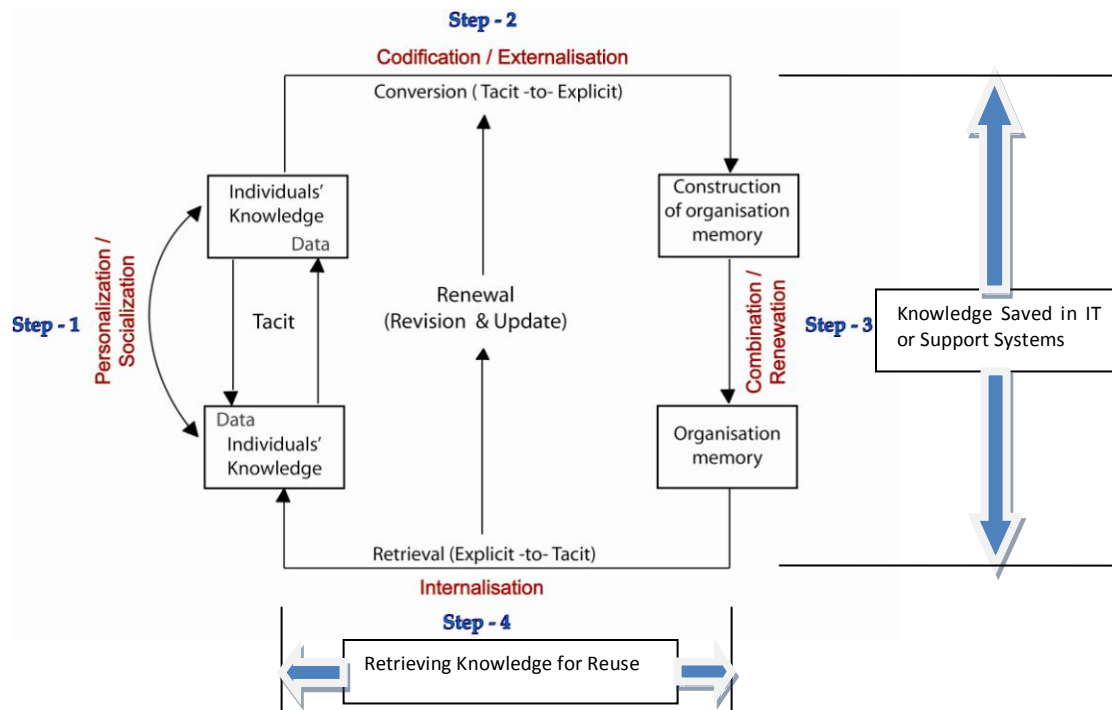 Step - 2
Codification / Externalisation
Conversion ( Tacit -to- Explicit)
Individuals'
Knowledge
Data
Construction
of organisation
memory
Step - 1
Personalization /
Socialization
Tacit
Renewal
(Revision & Update)
Combination /
Renewation
Step - 3
Knowledge Saved in IT
or Support Systems
Data
Individuals'
Knowledge
Organisation
memory
Retrieval (Explicit -to- Tacit)
Internalisation
Step - 4
Retrieving Knowledge for Reuse